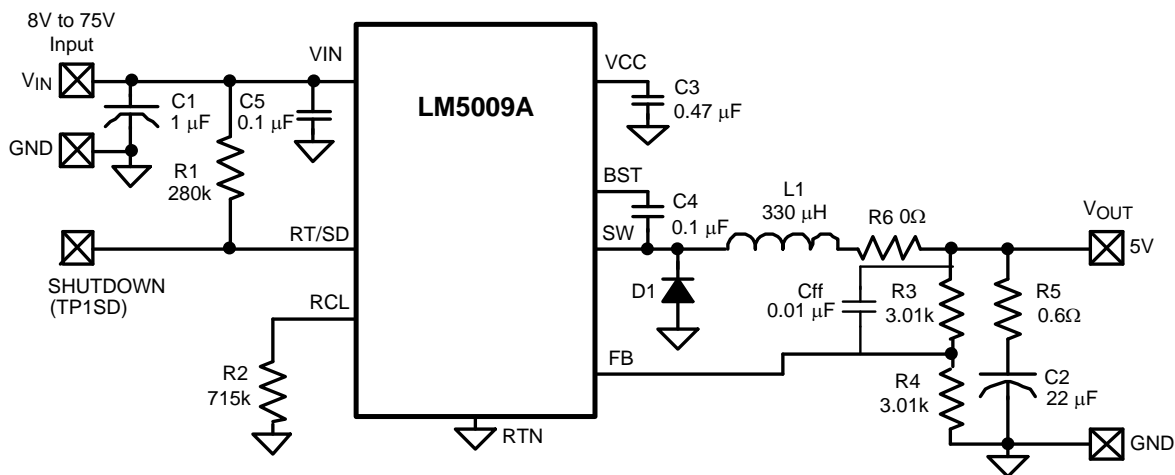 8V to 75V
Input
VIN
VIN
C1
1 μF
C5
0.1 μF
GND
R1
280k
SHUTDOWN
(TP1SD)
RT/SD
RCL
R2
715k
LM5009A
RTN
VCC
C3
0.47 μF
BST
C4
0.1 μF
SW
D1
L1
330 μH
R6 0Ω
VOUT
5V
Cff
0.01 μF
R3
3.01k
R5
0.6Ω
FB
R4
3.01k
C2
22 μF
GND